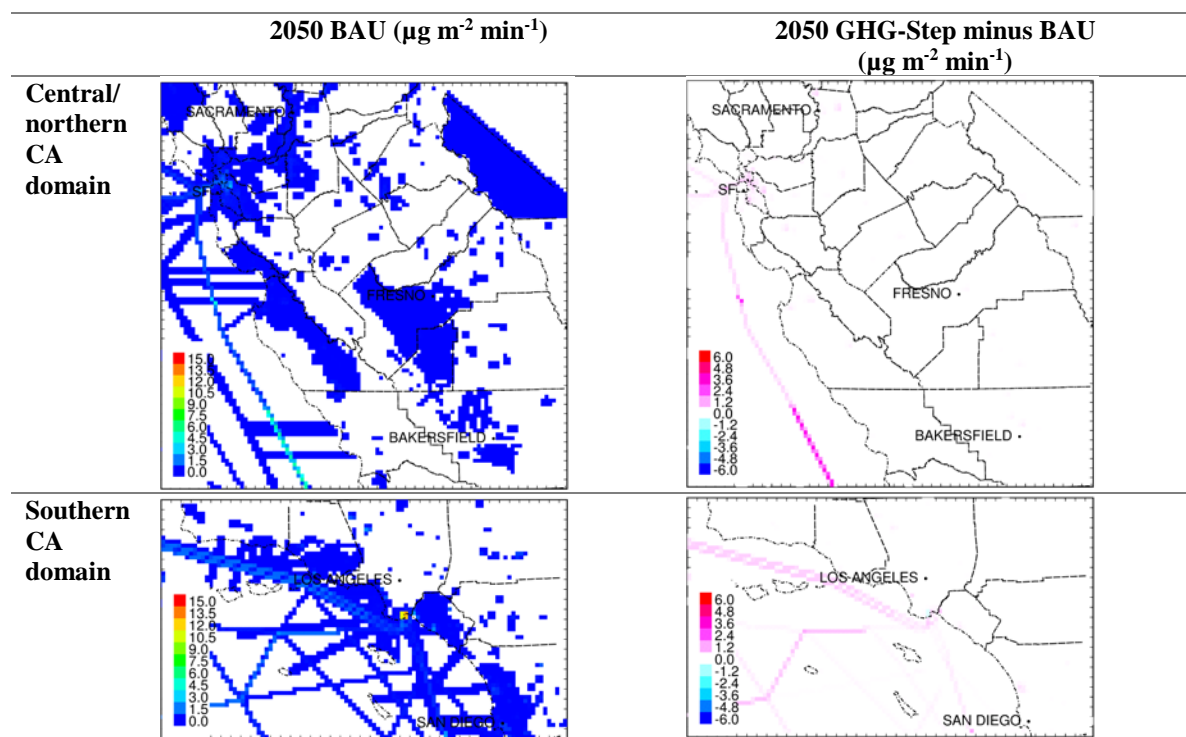 2050 BAU (µg m-2 min-1)
2050 GHG-Step minus BAU
(µg m-2 min-1)
Central/
northern
CA
domain
SACRAMENTO
SF
FRESNO
BAKERSFIELD
15.0
13.5
12.0
10.5
9.0
7.5
6.0
4.5
3.0
1.5
0.0
SACRAMENTO
SF
FRESNO
BAKERSFIELD
6.0
4.8
3.6
2.4
1.2
0.0
-1.2
-2.4
-3.6
-4.8
-6.0
Southern
CA
domain
LOS ANGELES
SAN DIEGO
15.0
13.5
12.0
10.5
9.0
7.5
6.0
4.5
3.0
1.5
0.0
LOS ANGELES
SAN DIEGO
6.0
4.8
3.6
2.4
1.2
0.0
-1.2
-2.4
-3.6
-4.8
-6.0